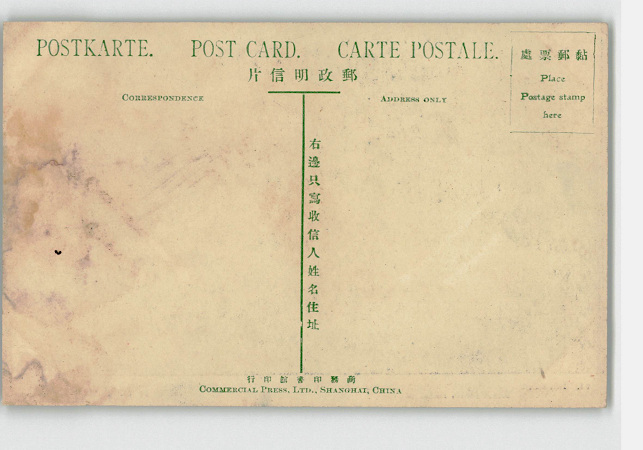 POSTKARTE. POST CARD. CARTE POSTALE.
片信明政郵
CORRESPONDENCE
ADDRESS ONLY
處票郵黏
Place
Postage stamp
here
右邊只寫收信人姓名住址
行印館書印務商
COMMERCIAL PRESS, LTD., SHANGHAI, CHINA